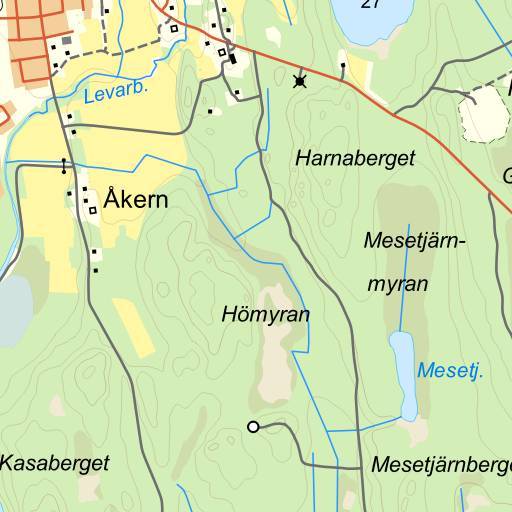 27
Levarb.
Harnaberget
Åkern
Mesetjärn-
myran
Hömyran
Mesetj.
Kasaberget
Mesetjärnberge